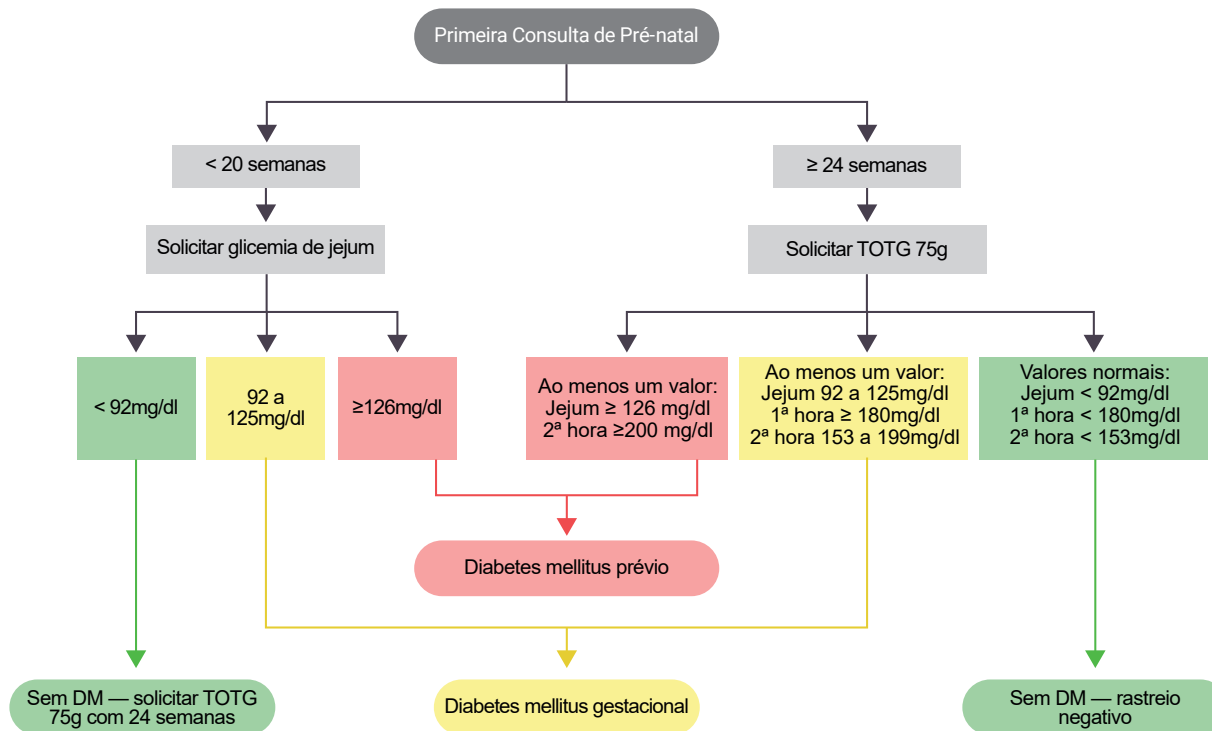 Primeira Consulta de Pré-natal
< 20 semanas
≥ 24 semanas
Solicitar glicemia de jejum
Solicitar TOTG 75g
< 92mg/dl
92 a
125mg/dl
≥126mg/dl
Ao menos um valor:
Jejum ≥ 126 mg/dl
2ª hora ≥200 mg/dl
Ao menos um valor:
Jejum 92 a 125mg/dl
1ª hora ≥ 180mg/dl
2ª hora 153 a 199mg/dl
Valores normais:
Jejum < 92mg/dl
1ª hora < 180mg/dl
2ª hora < 153mg/dl
Diabetes mellitus prévio
Sem DM — solicitar TOTG
75g com 24 semanas
Diabetes mellitus gestacional
Sem DM — rastreio
negativo